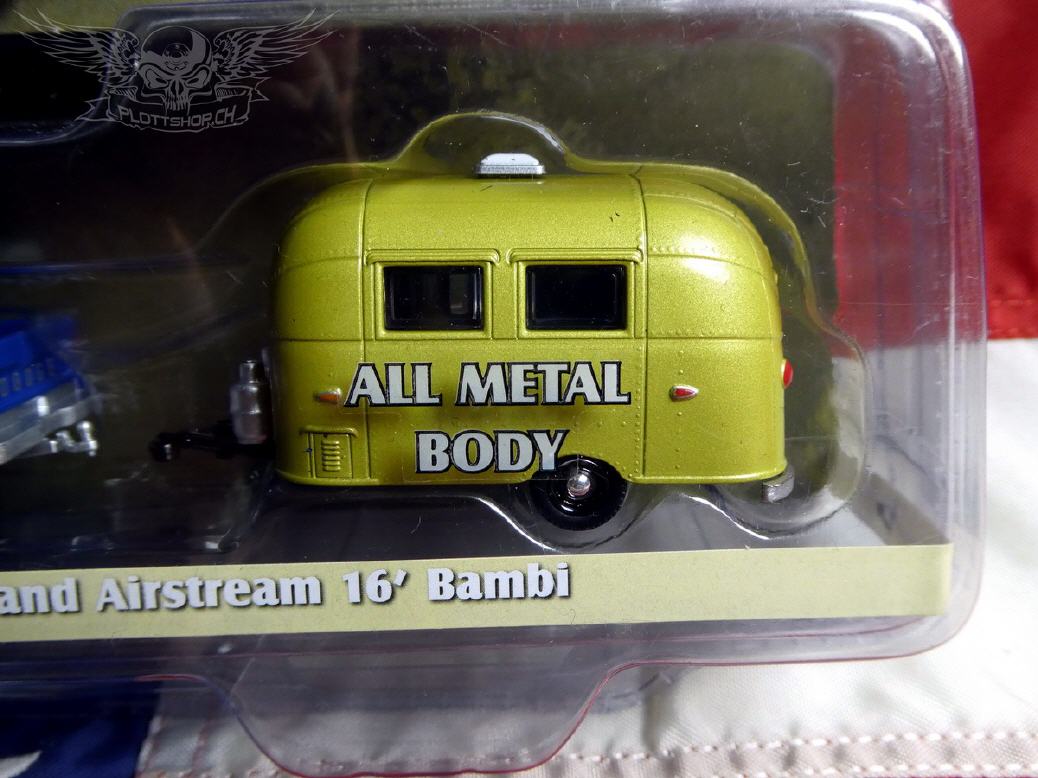 PLOTTSHOP.CH
ALL METAL
BODY
and Airstream 16' Bambi